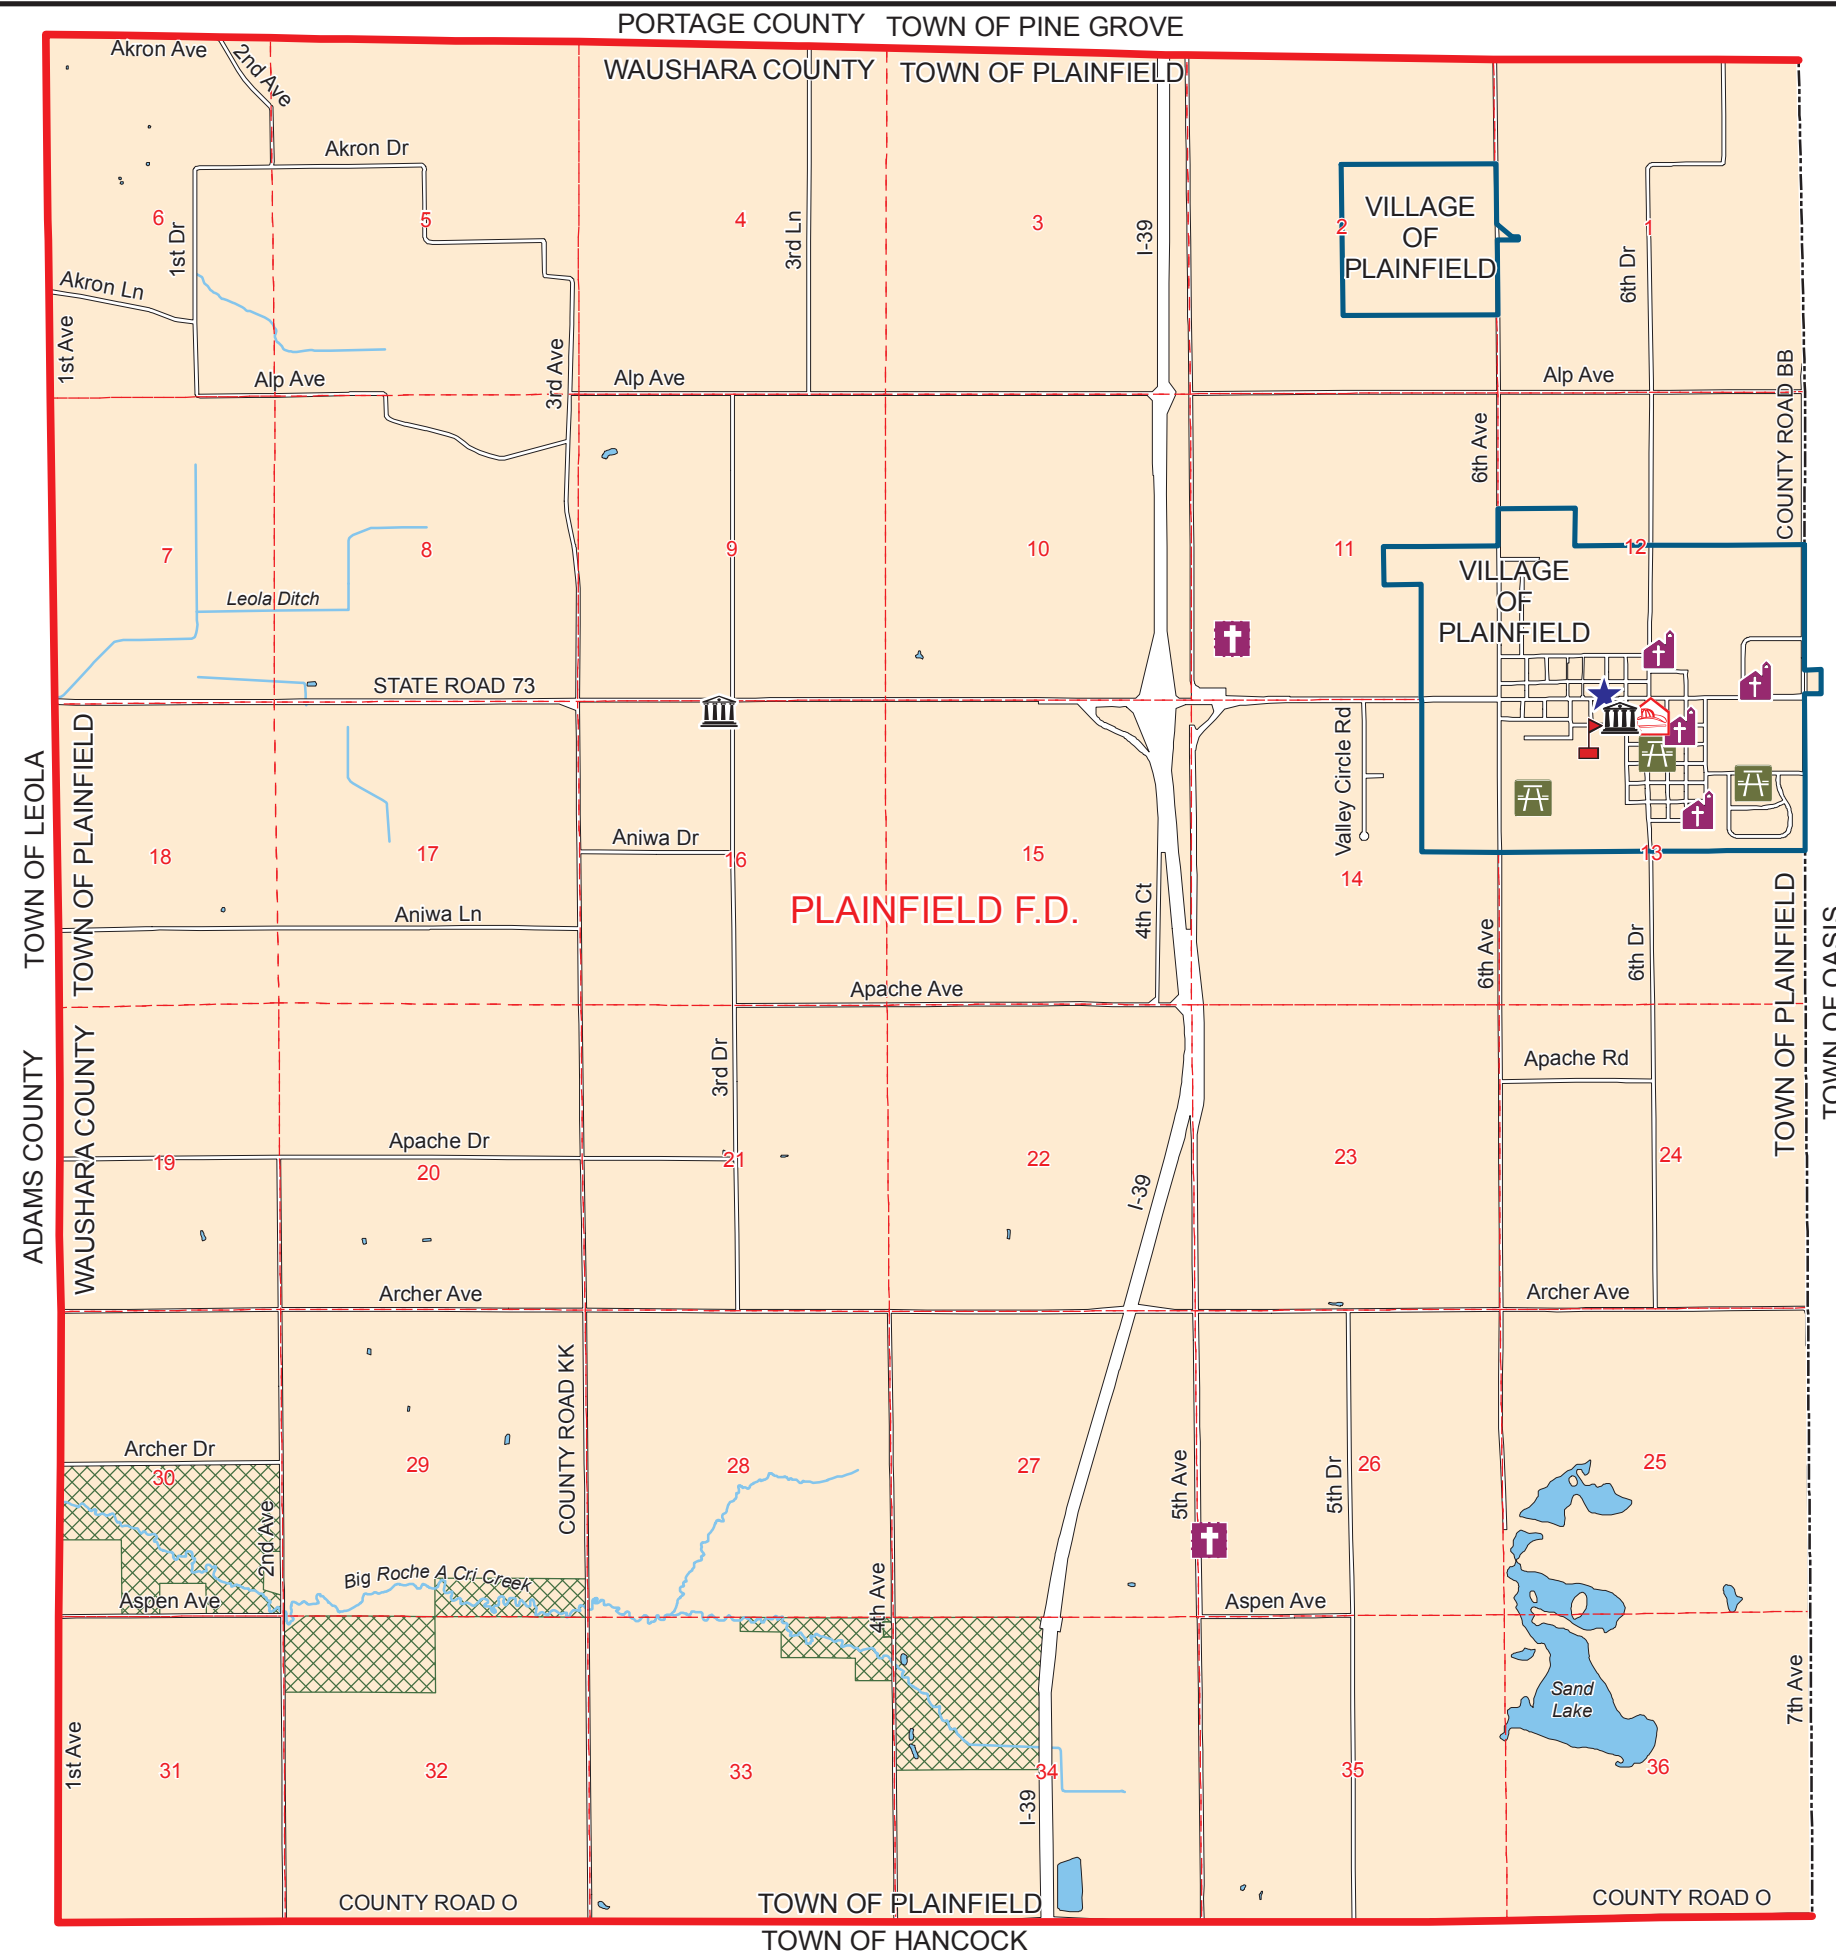 PORTAGE COUNTY TOWN OF PINE GROVE
WAUSHARA COUNTY TOWN OF PLAINFIELD
Akron Ave
2nd Ave
Akron Dr
6
5
4
3
2
1
1st Dr
3rd Ln
I-39
VILLAGE
OF
PLAINFIELD
6th Dr
Akron Ln
1st Ave
3rd Ave
Alp Ave
Alp Ave
Alp Ave
COUNTY ROAD BB
6th Ave
7
8
9
10
11
12
Leola Ditch
VILLAGE
OF
PLAINFIELD
STATE ROAD 73
TOWN OF LEOLA
TOWN OF PLAINFIELD
Valley Circle Rd
Aniwa Dr
18
17
16
15
14
13
PLAINFIELD F.D.
Aniwa Ln
4th Ct
6th Ave
6th Dr
TOWN OF PLAINFIELD
TOWN OF OASIS
Apache Ave
ADAMS COUNTY
WAUSHARA COUNTY
3rd Dr
Apache Rd
Apache Dr
19
20
21
22
23
24
I-39
Archer Ave
Archer Ave
COUNTY ROAD KK
Archer Dr
30
29
28
27
26
25
5th Ave
5th Dr
2nd Ave
Big Roche A Cri Creek
4th Ave
Aspen Ave
Aspen Ave
Sand
Lake
7th Ave
1st Ave
31
32
33
34
35
36
I-39
COUNTY ROAD O
TOWN OF PLAINFIELD
COUNTY ROAD O
TOWN OF HANCOCK